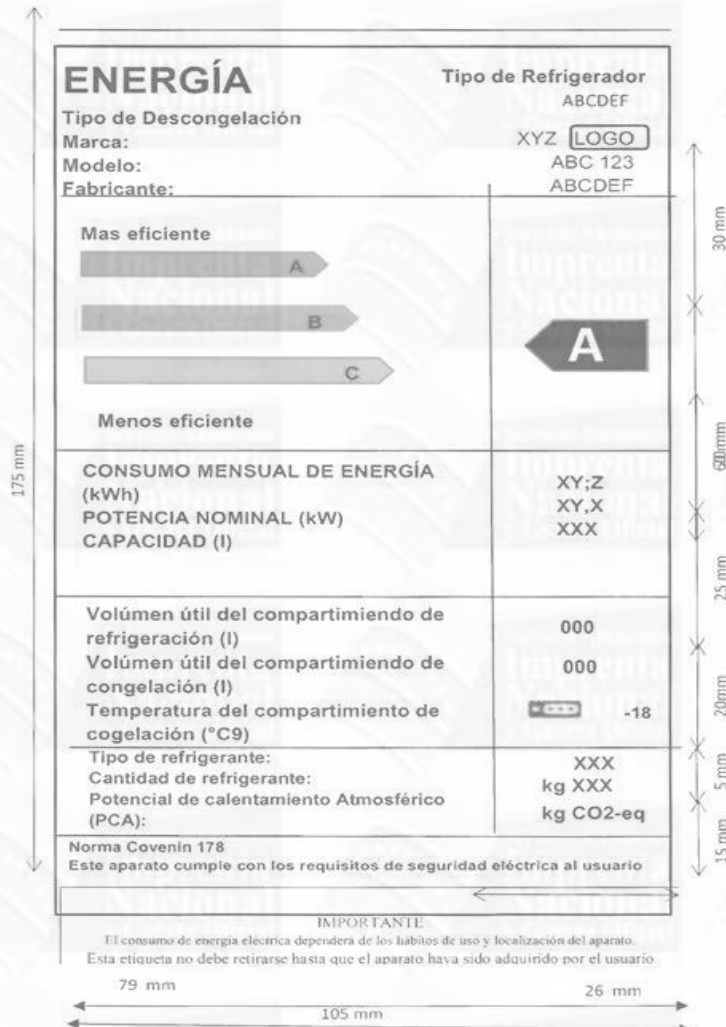 ENERGÍA
Tipo de Refrigerador
ABCDEF
Tipo de Descongelación
Marca:
XYZ LOGO
Modelo:
ABC 123
Fabricante:
ABCDEF
Mas eficiente
A
B
C
A
Menos eficiente
CONSUMO MENSUAL DE ENERGÍA
(kWh)
XY;Z
POTENCIA NOMINAL (kW)
XY,X
CAPACIDAD (l)
XXX
Volúmen útil del compartimiendo de
refrigeración (l)
000
Volúmen útil del compartimiendo de
congelación (l)
000
Temperatura del compartimiento de
cogelación (°C9)
-18
Tipo de refrigerante:
XXX
Cantidad de refrigerante:
kg XXX
Potencial de calentamiento Atmosférico
(PCA):
kg CO2-eq
Norma Covenin 178
Este aparato cumple con los requisitos de seguridad eléctrica al usuario
IMPORTANTE
El consumo de energía eléctrica dependera de los hábitos de uso y localización del aparato.
Esta etiqueta no debe retirarse hasta que el aparato haya sido adquirido por el usuario
79 mm
26 mm
105 mm
175 mm
30 mm
25 mm
20mm
5 mm
15 mm
Imprenta
Nacional